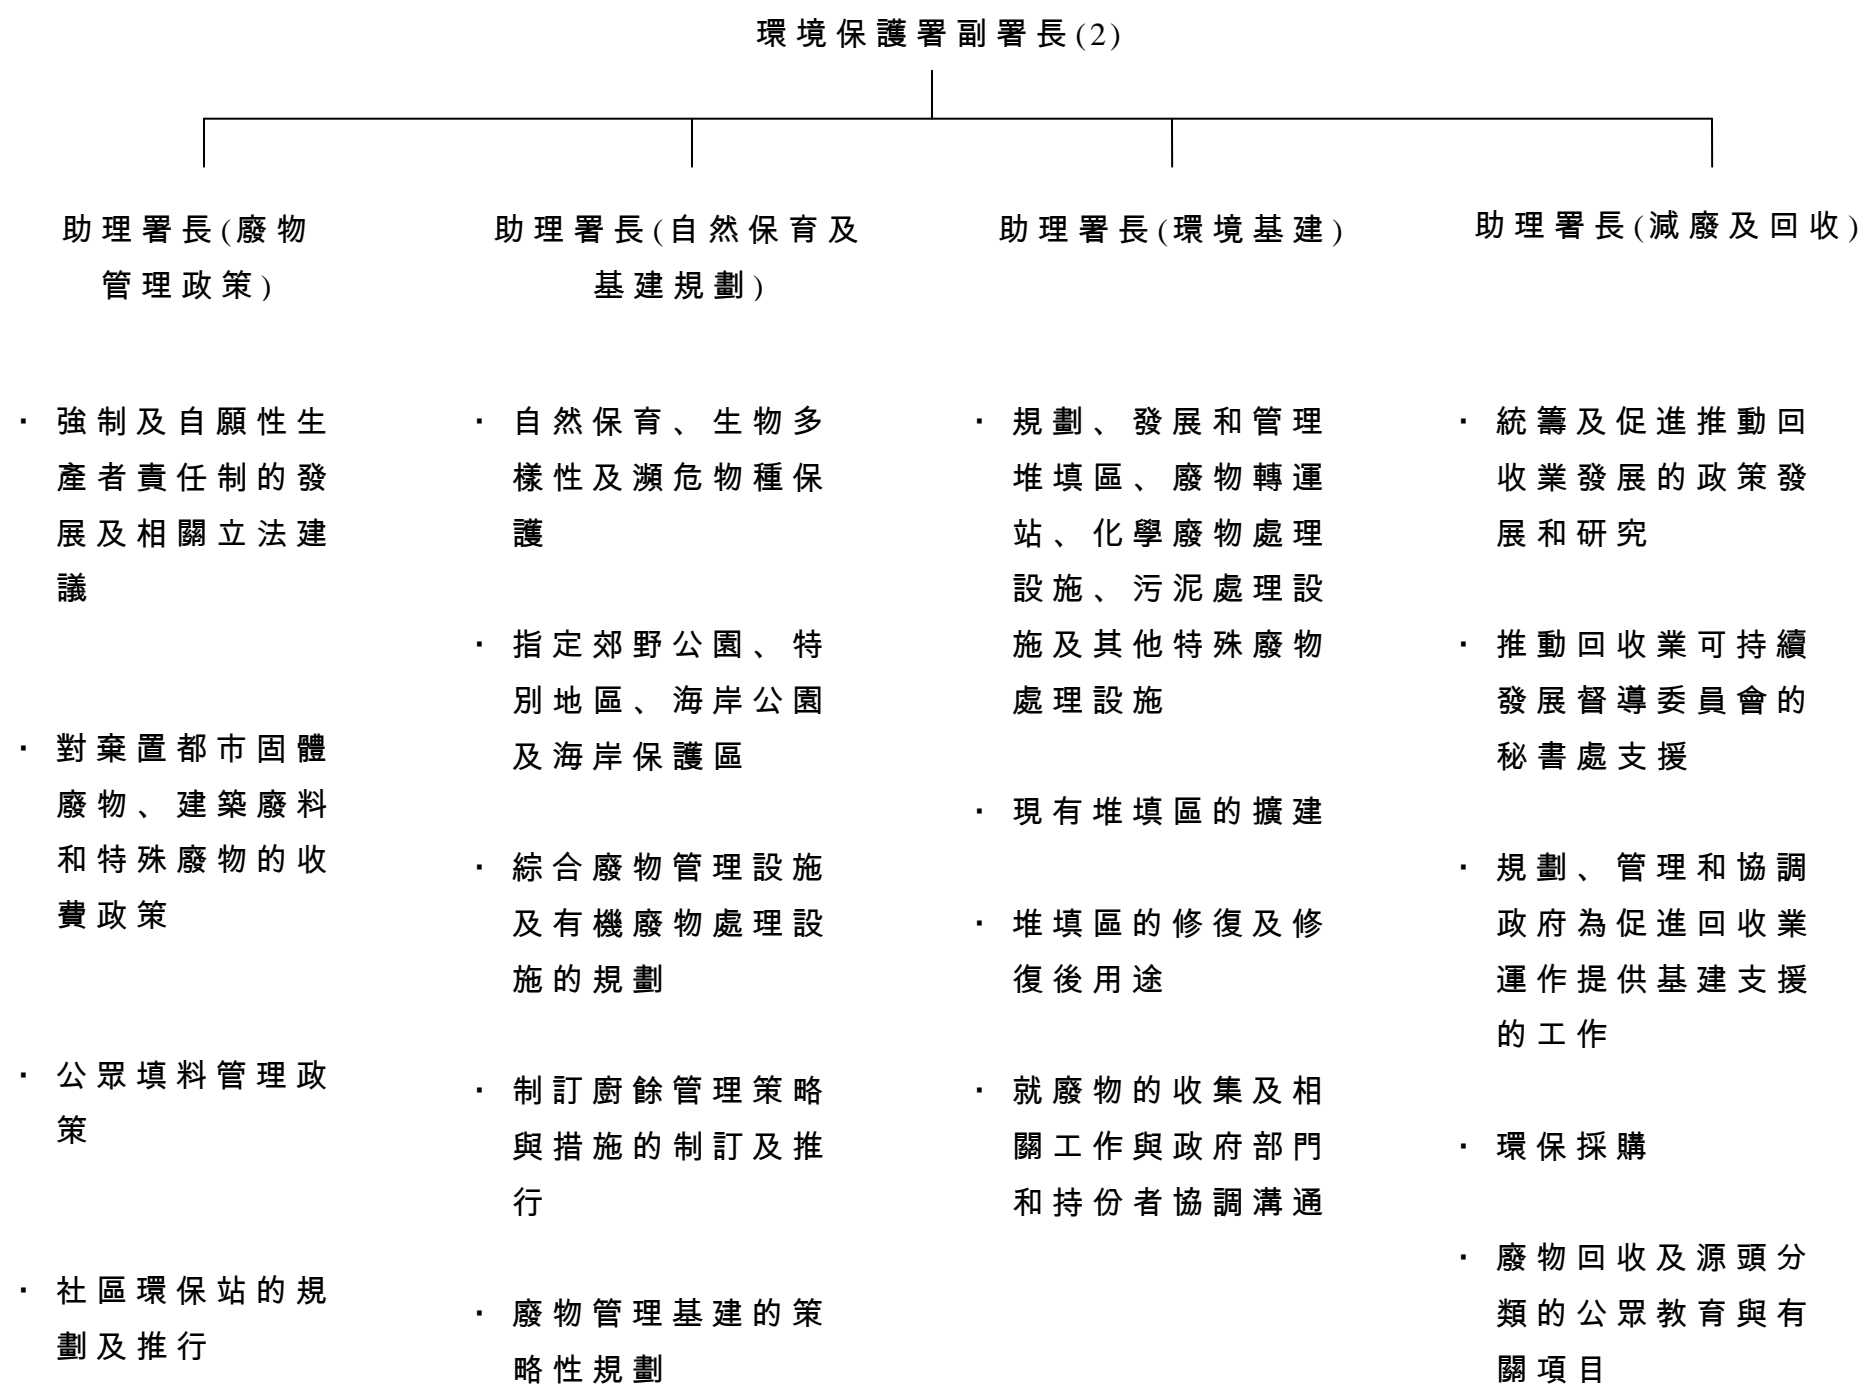 環境保護署副署長(2)
助理署長(廢物
管理政策)
· 強制及自願性生
產者責任制的發
展及相關立法建
議
· 對棄置都市固體
廢物、建築廢料
和特殊廢物的收
費政策
· 公眾填料管理政
策
· 社區環保站的規
劃及推行
助理署長(自然保育及
基建規劃)
· 自然保育、生物多
樣性及瀕危物種保
護
· 指定郊野公園、特
別地區、海岸公園
及海岸保護區
· 綜合廢物管理設施
及有機廢物處理設
施的規劃
· 制訂廚餘管理策略
與措施的制訂及推
行
· 廢物管理基建的策
略性規劃
助理署長(環境基建)
· 規劃、發展和管理
堆填區、廢物轉運
站、化學廢物處理
設施、污泥處理設
施及其他特殊廢物
處理設施
· 現有堆填區的擴建
· 堆填區的修復及修
復後用途
· 就廢物的收集及相
關工作與政府部門
和持份者協調溝通
助理署長(減廢及回收)
· 統籌及促進推動回
收業發展的政策發
展和研究
· 推動回收業可持續
發展督導委員會的
秘書處支援
· 規劃、管理和協調
政府為促進回收業
運作提供基建支援
的工作
· 環保採購
· 廢物回收及源頭分
類的公眾教育與有
關項目